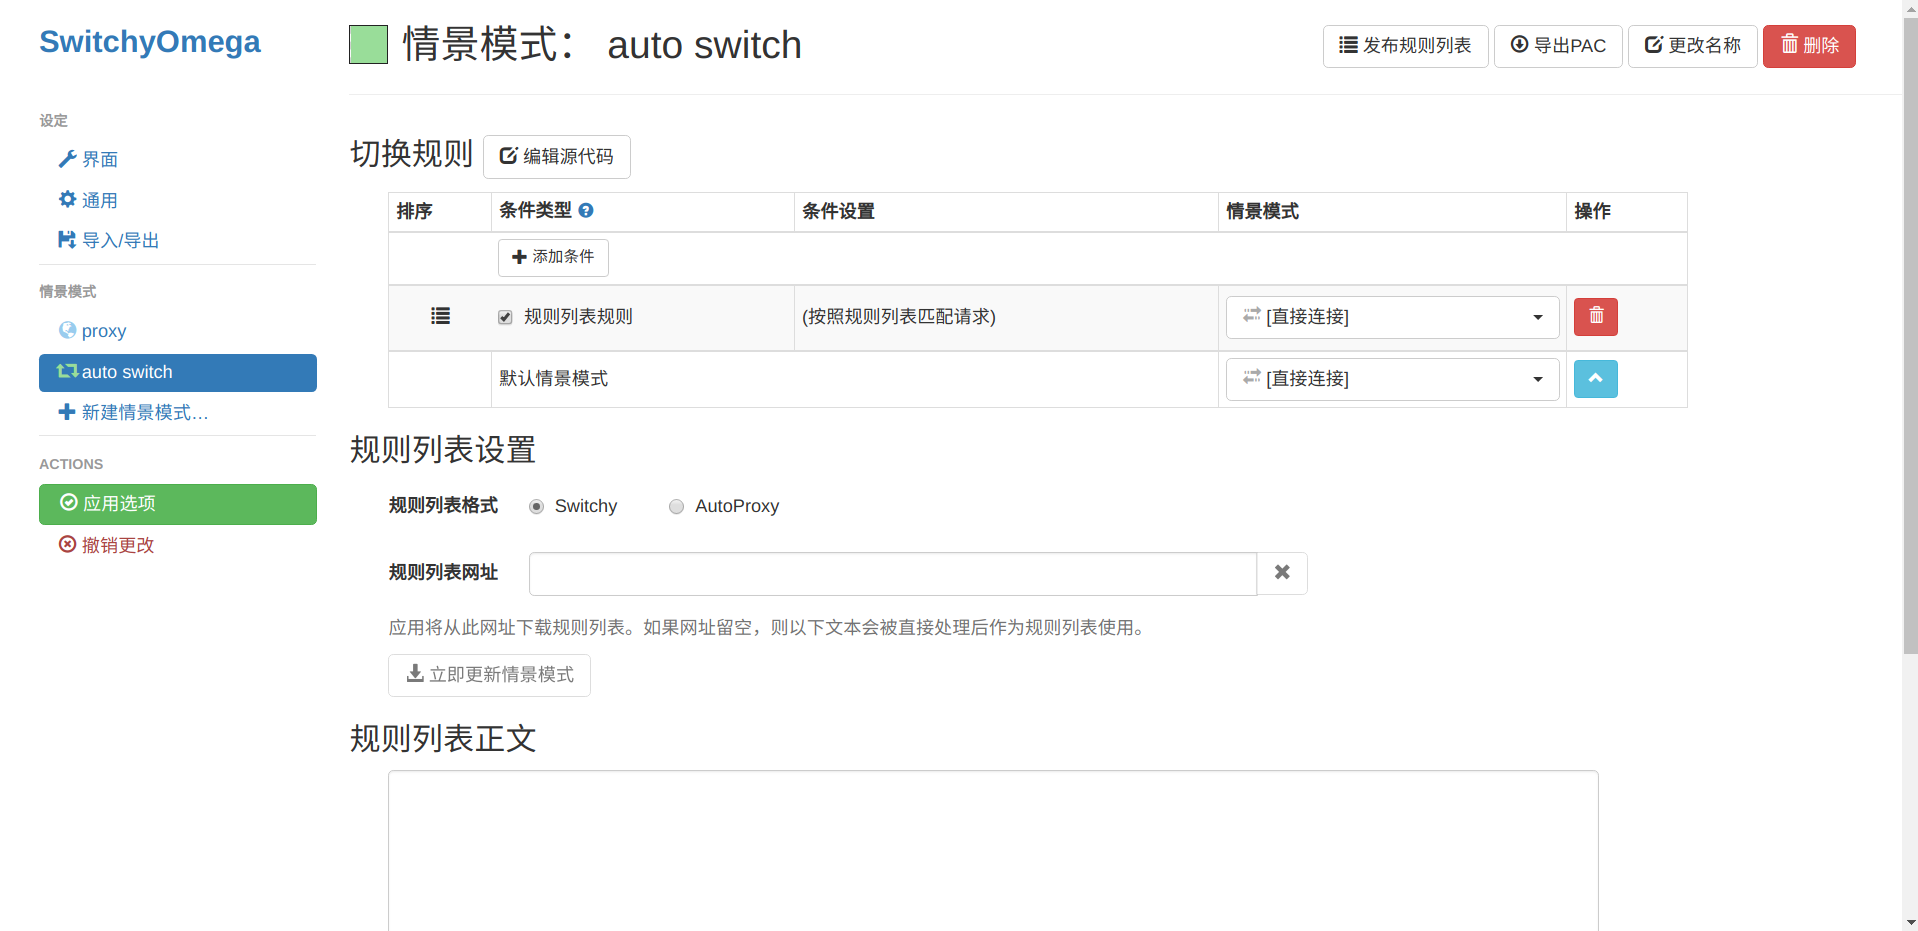 SwitchyOmega
情景模式： auto switch
发布规则列表
导出PAC
更改名称
删除
设定
界面
通用
导入/导出
情景模式
proxy
auto switch
新建情景模式…
ACTIONS
应用选项
撤销更改
切换规则
编辑源代码
排序 条件类型 条件设置 情景模式 操作
添加条件
规则列表规则 (按照规则列表匹配请求) [直接连接]
默认情景模式 [直接连接]
规则列表设置
规则列表格式 Switchy AutoProxy
规则列表网址
应用将从此网址下载规则列表。如果网址留空，则以下文本会被直接处理后作为规则列表使用。
立即更新情景模式
规则列表正文